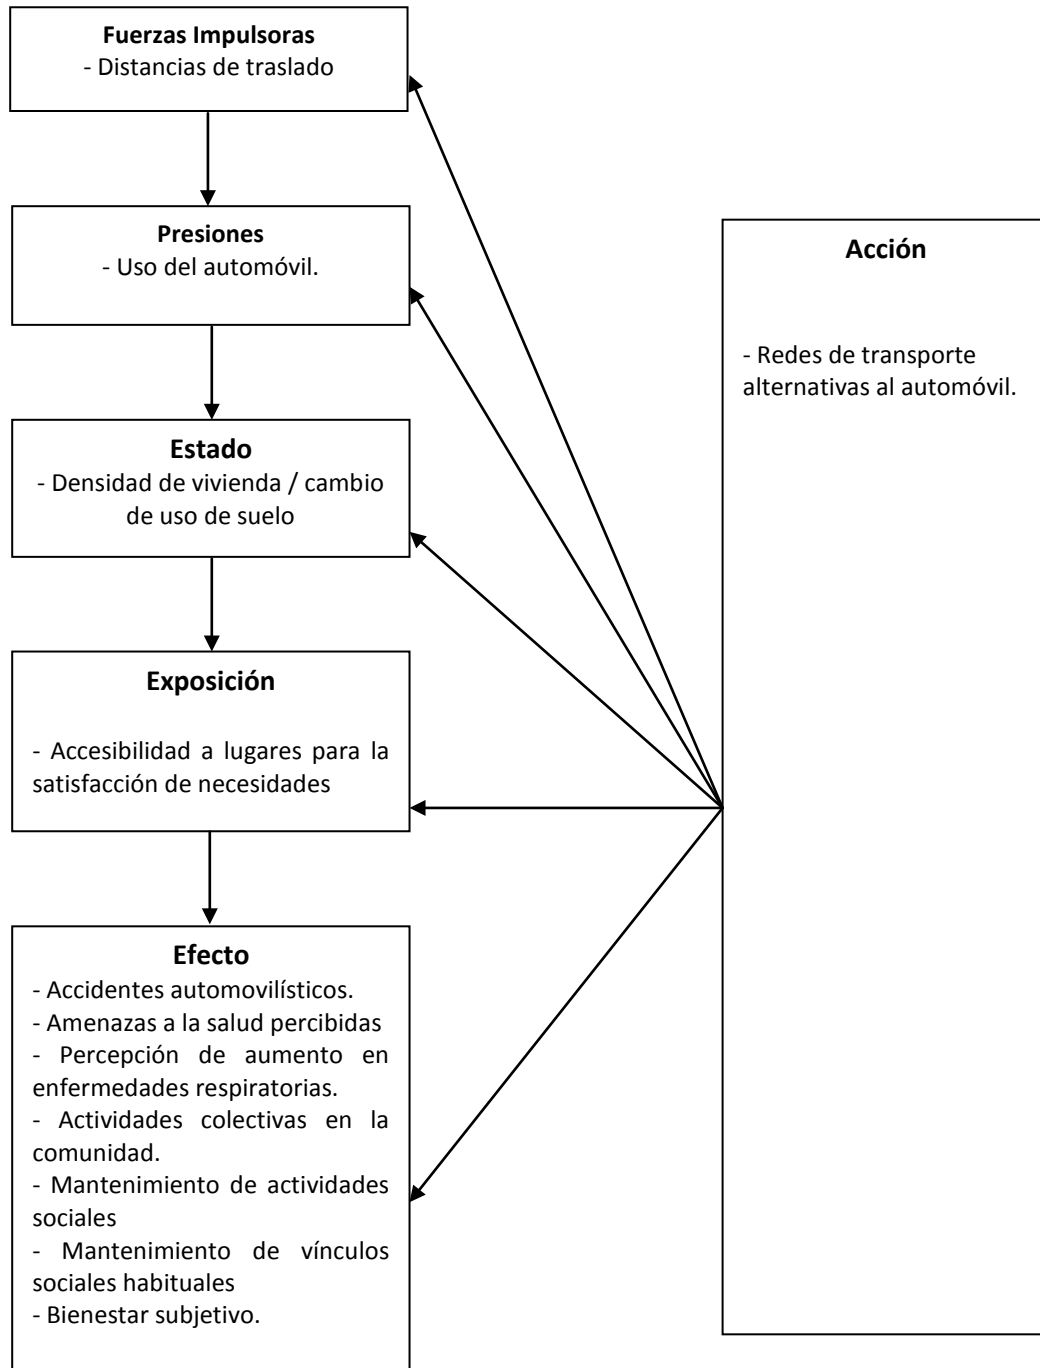 Fuerzas Impulsoras
- Distancias de traslado
Presiones
- Uso del automóvil.
Estado
- Densidad de vivienda / cambio
de uso de suelo
Exposición
- Accesibilidad a lugares para la
satisfacción de necesidades
Efecto
- Accidentes automovilísticos.
- Amenazas a la salud percibidas
- Percepción de aumento en
enfermedades respiratorias.
- Actividades colectivas en la
comunidad.
- Mantenimiento de actividades
sociales
- Mantenimiento de vínculos
sociales habituales
- Bienestar subjetivo.
Acción
- Redes de transporte
alternativas al automóvil.